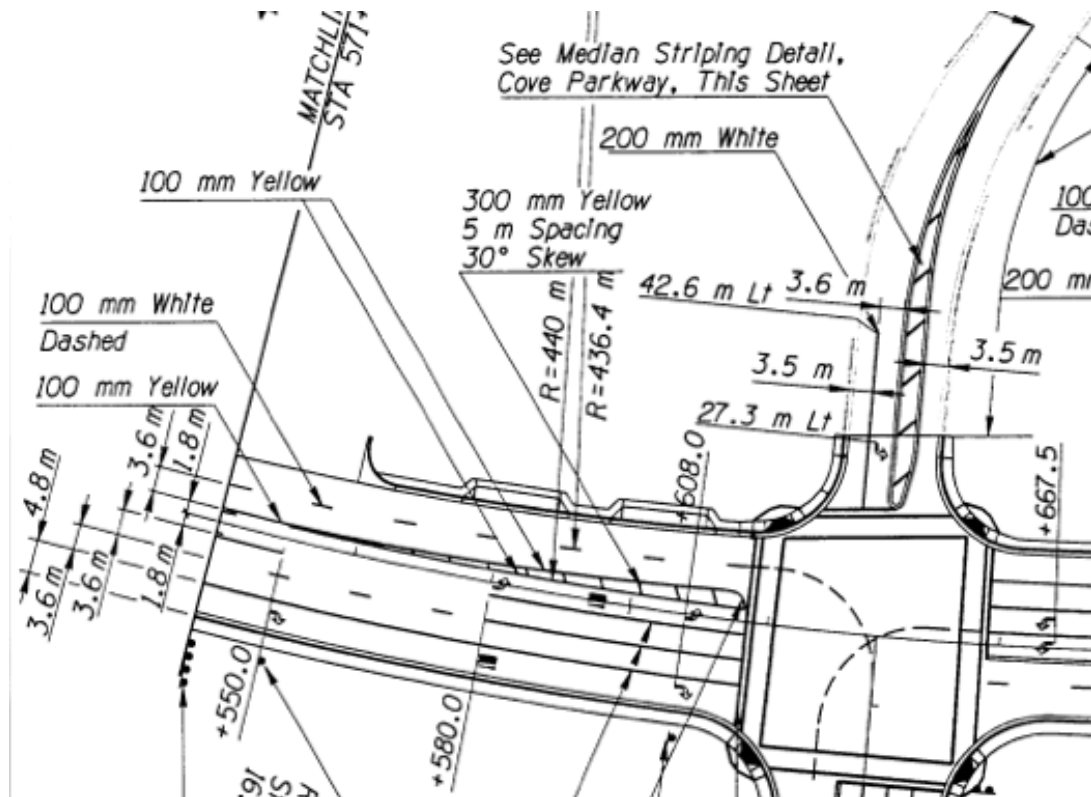 MATCHLI
STA 571+
See Median Striping Detail,
Cove Parkway, This Sheet
200 mm White
100 mm Yellow
300 mm Yellow
5 m Spacing
30° Skew
100
Das
200 m
42.6 m Lt
3.6 m
R=440 m
R=436.4 m
100 mm White
Dashed
100 mm Yellow
3.5 m
3.5 m
27.3 m Lt
3.6 m
1.8 m
4.8 m
3.6 m
3.6 m
1.8 m
+608.0
+667.5
+550.0
+580.0